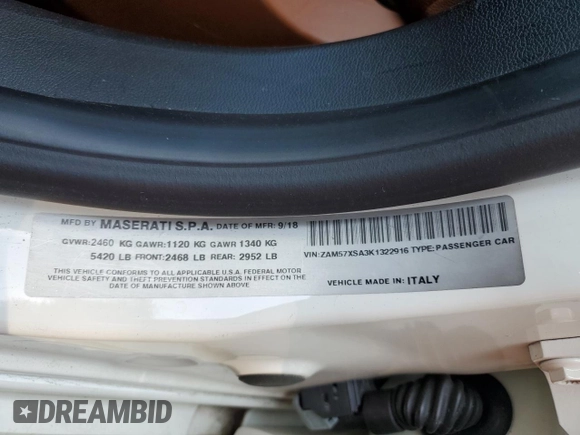 MFD BY MASERATI S.P.A. DATE OF MFR: 9/18
GVWR:2460 KG GAWR:1120 KG GAWR 1340 KG
5420 LB FRONT:2468 LB REAR: 2952 LB
THIS VEHICLE CONFORMS TO ALL APPLICABLE U.S.A. FEDERAL MOTOR
VEHICLE SAFETY AND THEFT PREVENTION STANDARDS IN EFFECT ON THE
DATE OF MANUFACTURE SHOWN ABOVE
VIN:ZAM57XSA3K1322916 TYPE:PASSENGER CAR
VEHICLE MADE IN: ITALY
DREAMBID